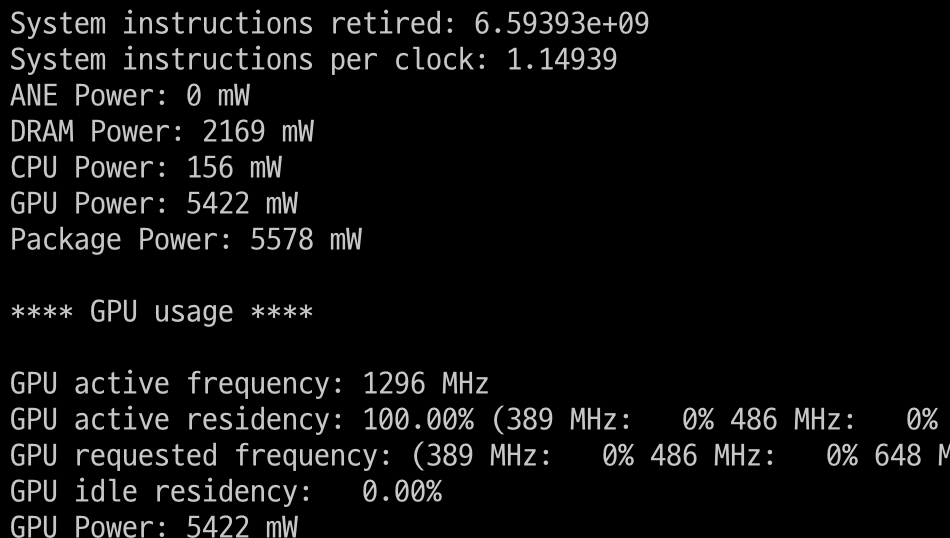 System instructions retired: 6.59393e+09
System instructions per clock: 1.14939
ANE Power: 0 mW
DRAM Power: 2169 mW
CPU Power: 156 mW
GPU Power: 5422 mW
Package Power: 5578 mW
**** GPU usage ****
GPU active frequency: 1296 MHz
GPU active residency: 100.00% (389 MHz:   0% 486 MHz:   0%
GPU requested frequency: (389 MHz:   0% 486 MHz:   0% 648 M
GPU idle residency:   0.00%
GPU Power: 5422 mW